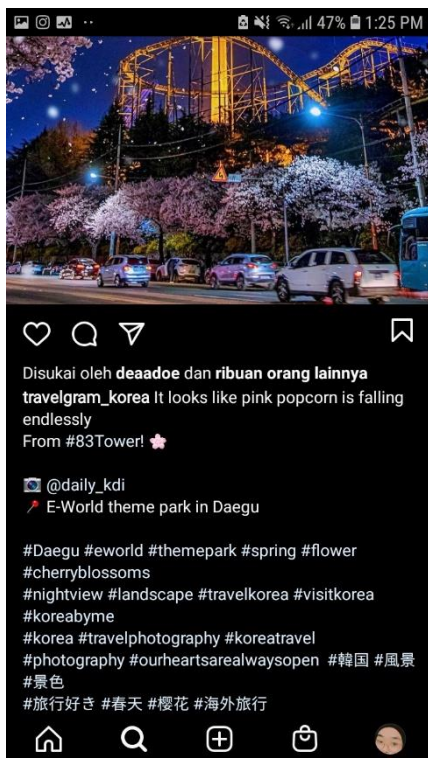 47% 1:25 PM
Disukai oleh deaadoe dan ribuan orang lainnya
travelgram_korea It looks like pink popcorn is falling
endlessly
From #83Tower!
@daily_kdi
E-World theme park in Daegu
#Daegu #eworld #themepark #spring #flower
#cherryblossoms
#nightview #landscape #travelkorea #visitkorea
#koreabyme
#korea #travelphotography #koreatravel
#photography #ourheartsarealwaysopen #韓国 #風景
#景色
#旅行好き #春天 #樱花 #海外旅行